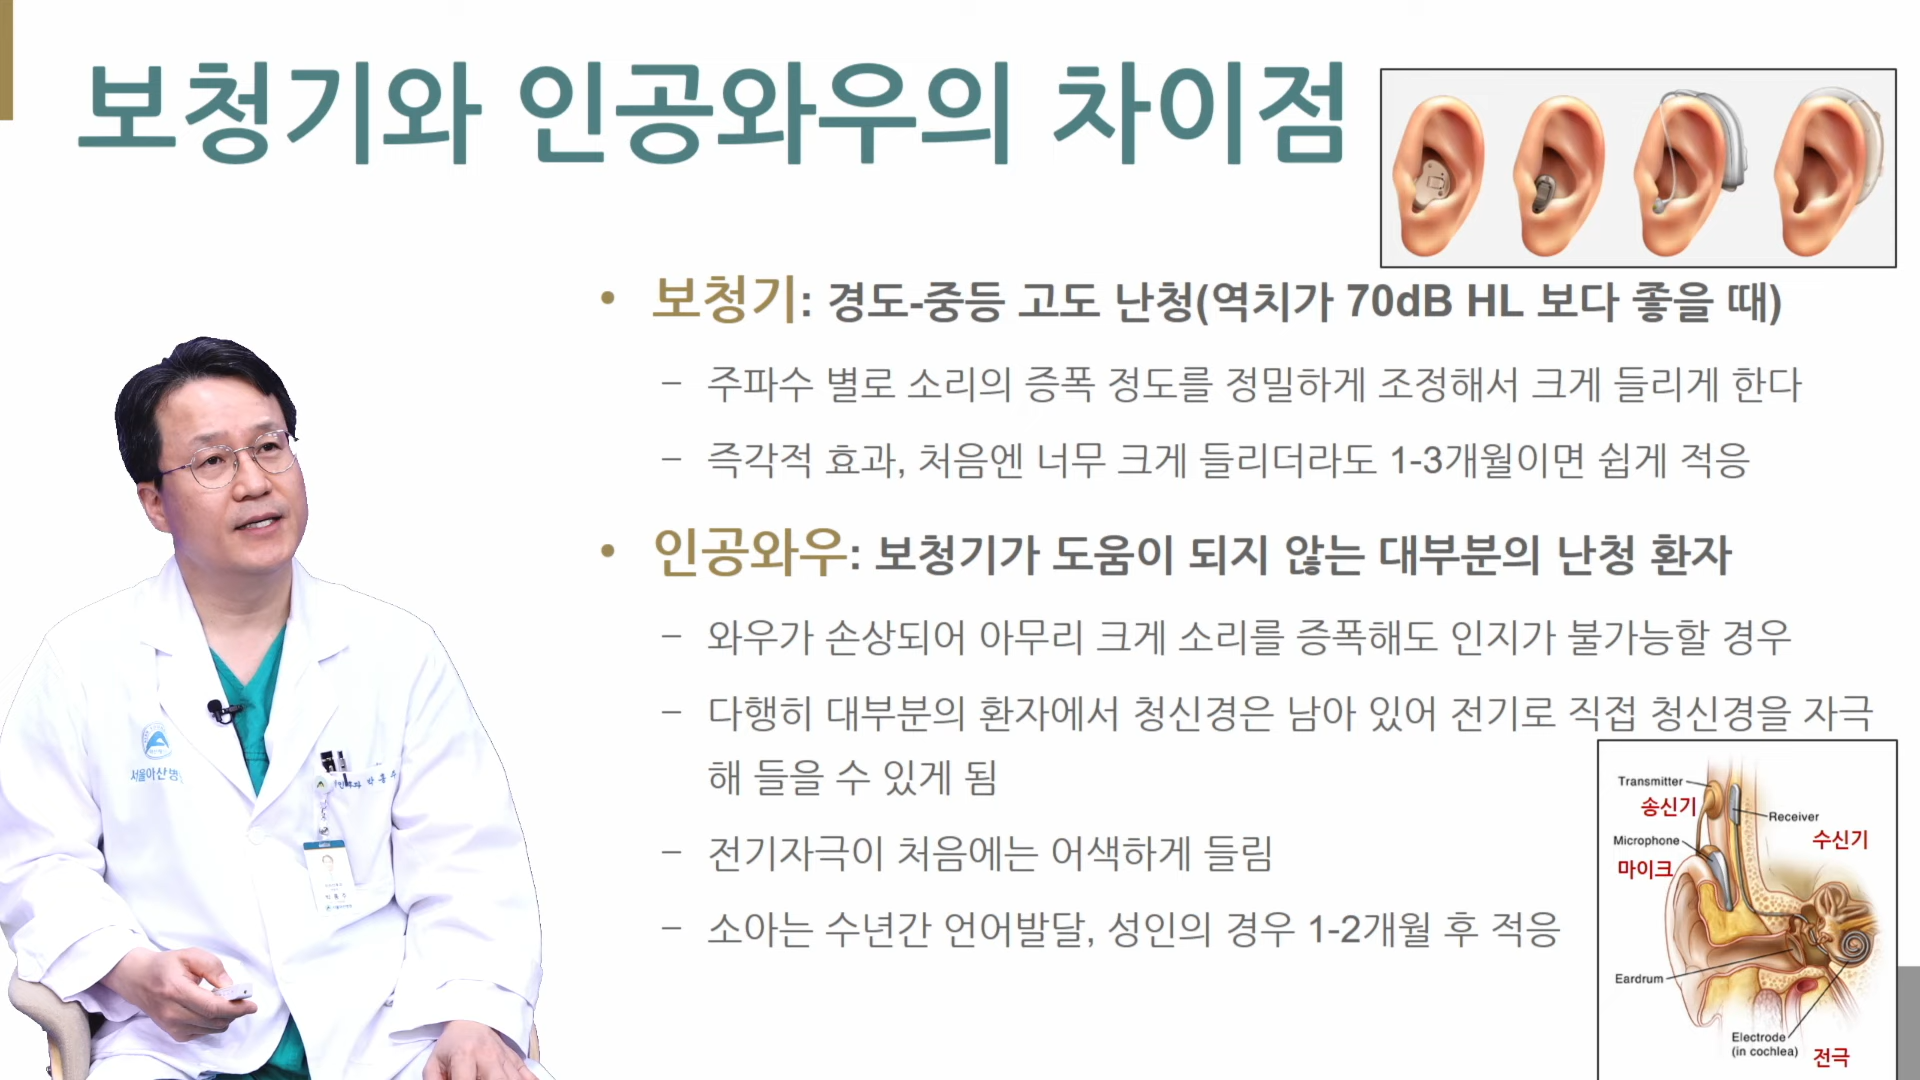 보청기와 인공와우의 차이점
• 보청기: 경도-중등 고도 난청(역치가 70dB HL 보다 좋을 때)
– 주파수 별로 소리의 증폭 정도를 정밀하게 조정해서 크게 들리게 한다
– 즉각적 효과, 처음엔 너무 크게 들리더라도 1-3개월이면 쉽게 적응
• 인공와우: 보청기가 도움이 되지 않는 대부분의 난청 환자
– 와우가 손상되어 아무리 크게 소리를 증폭해도 인지가 불가능할 경우
– 다행히 대부분의 환자에서 청신경은 남아 있어 전기로 직접 청신경을 자극
해 들을 수 있게 됨
– 전기자극이 처음에는 어색하게 들림
– 소아는 수년간 언어발달, 성인의 경우 1-2개월 후 적응
Transmitter
송신기
Receiver
수신기
Microphone
마이크
Eardrum
Electrode
(in cochlea)
전극
서울아산병